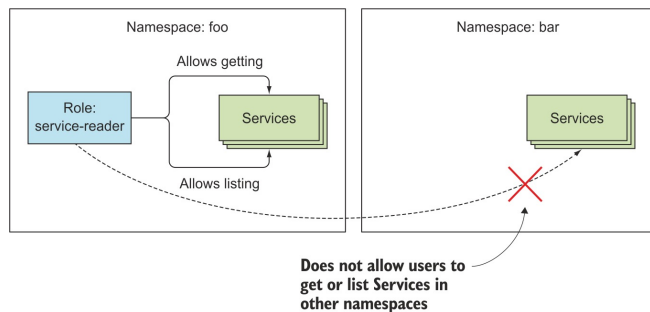 Namespace: foo
Namespace: bar
Allows getting
Role:
service-reader
Services
Services
Allows listing
Does not allow users to
get or list Services in
other namespaces